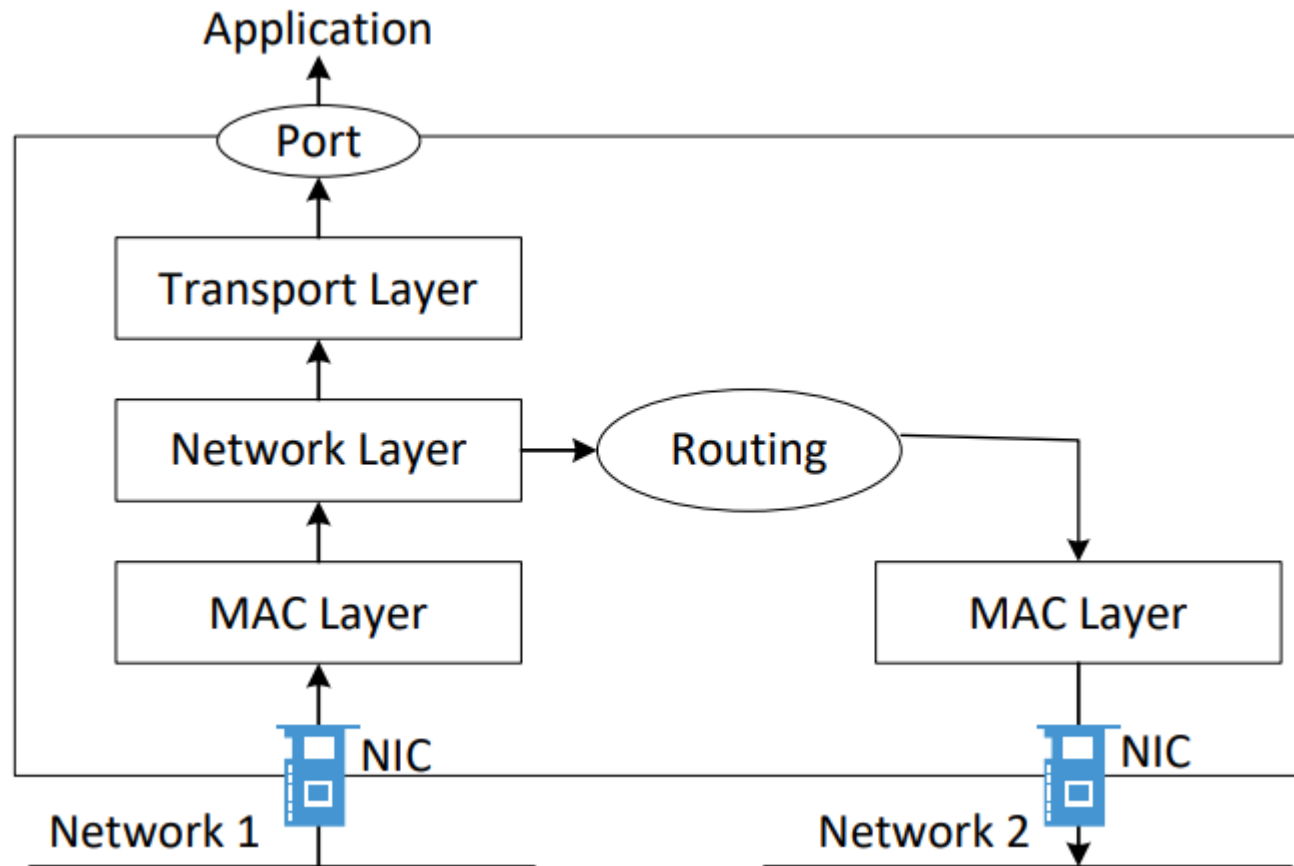 Application
Port
Transport Layer
Network Layer
Routing
MAC Layer
MAC Layer
NIC
NIC
Network 1
Network 2